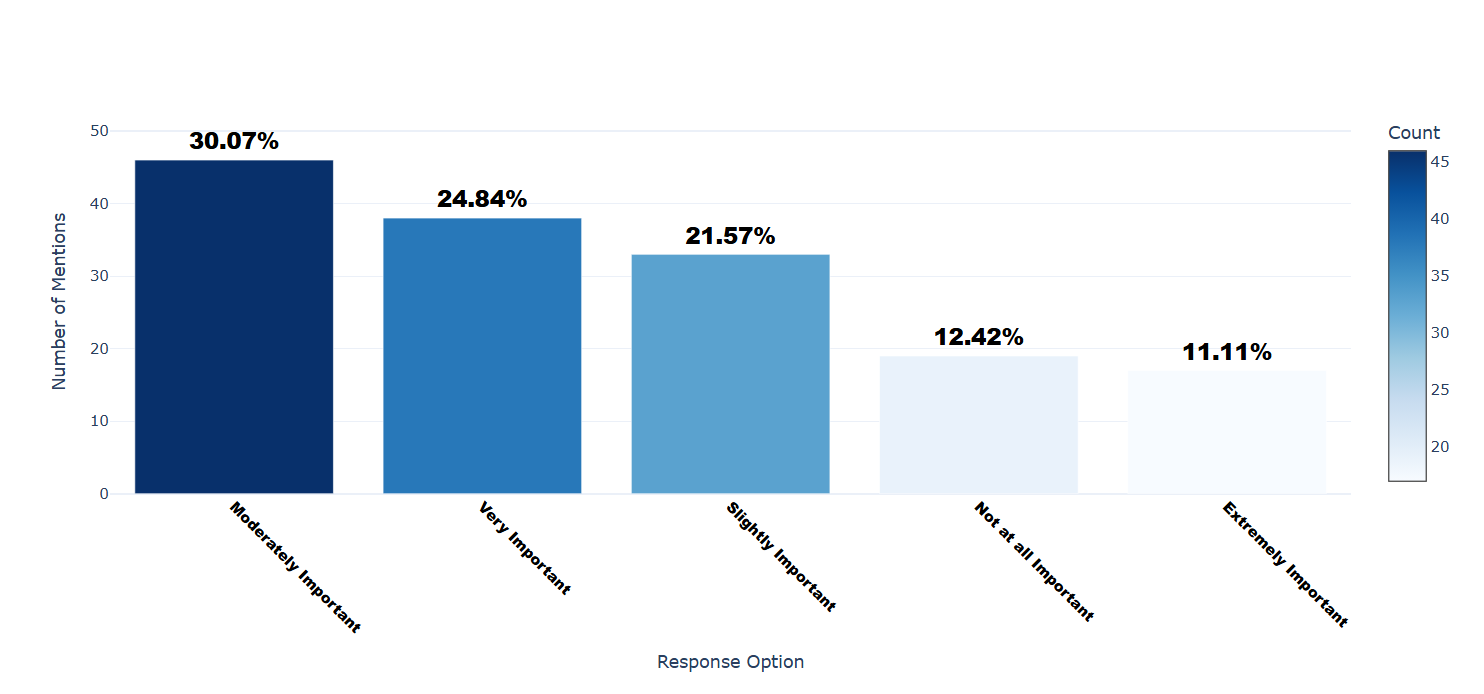 50
40
30
20
10
0
Number of Mentions
30.07%
24.84%
21.57%
12.42%
11.11%
Moderately Important
Very Important
Slightly Important
Not at all Important
Extremely Important
Response Option
Count
45
40
35
30
25
20